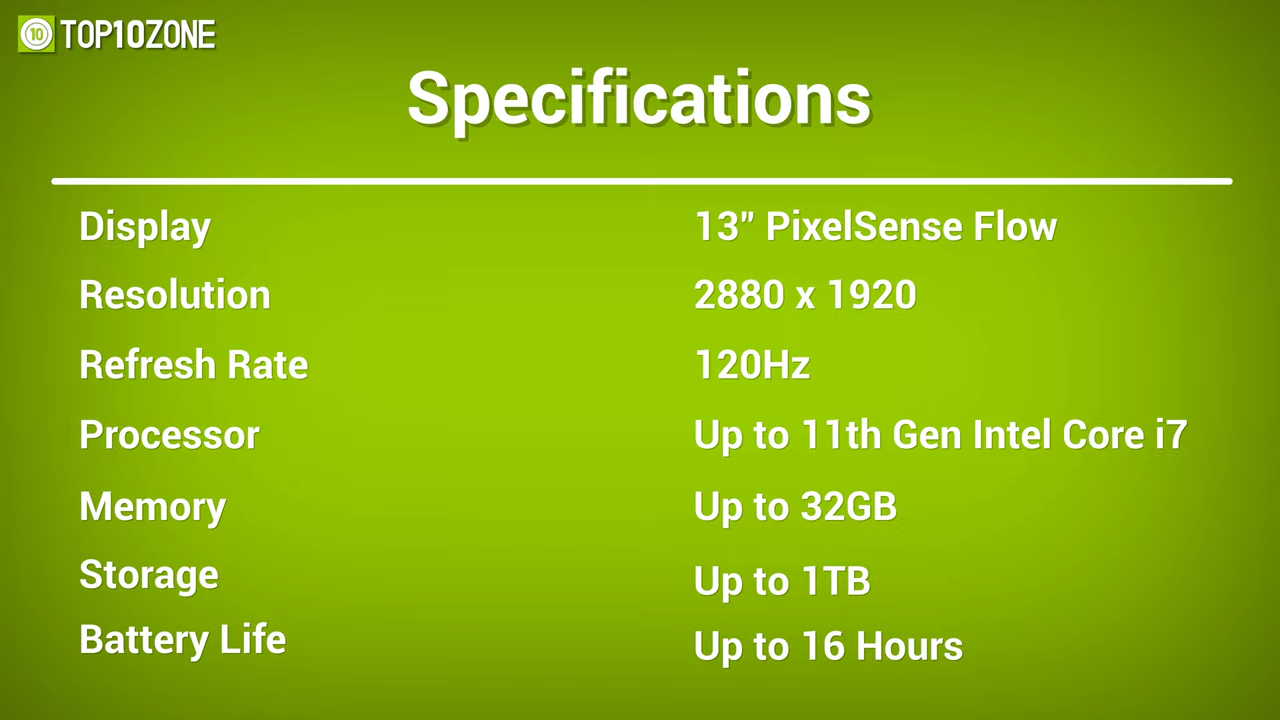 10 TOP10ZONE
Specifications
Display 13" PixelSense Flow
Resolution 2880 x 1920
Refresh Rate 120Hz
Processor Up to 11th Gen Intel Core i7
Memory Up to 32GB
Storage Up to 1TB
Battery Life Up to 16 Hours